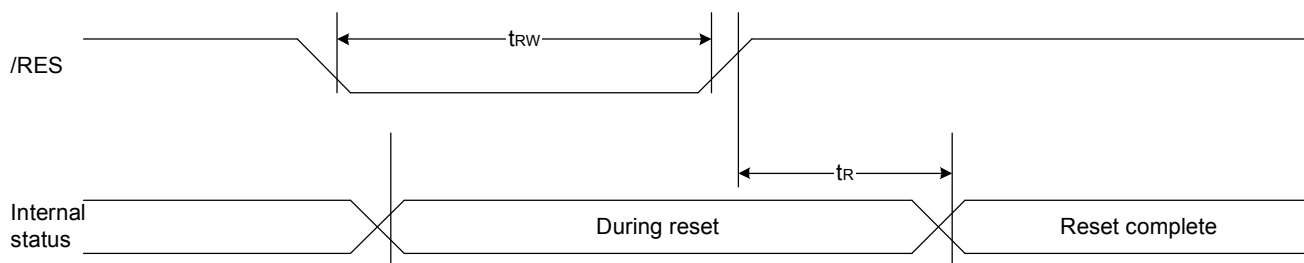 tRW
/RES
tR
Internal
status
During reset
Reset complete